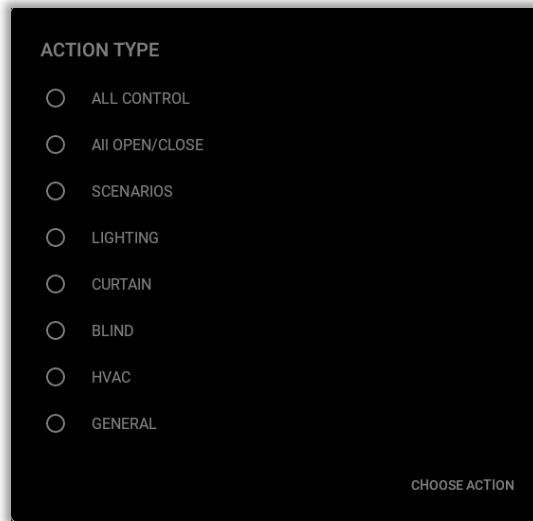 ACTION TYPE
ALL CONTROL
All OPEN/CLOSE
SCENARIOS
LIGHTING
CURTAIN
BLIND
HVAC
GENERAL
CHOOSE ACTION